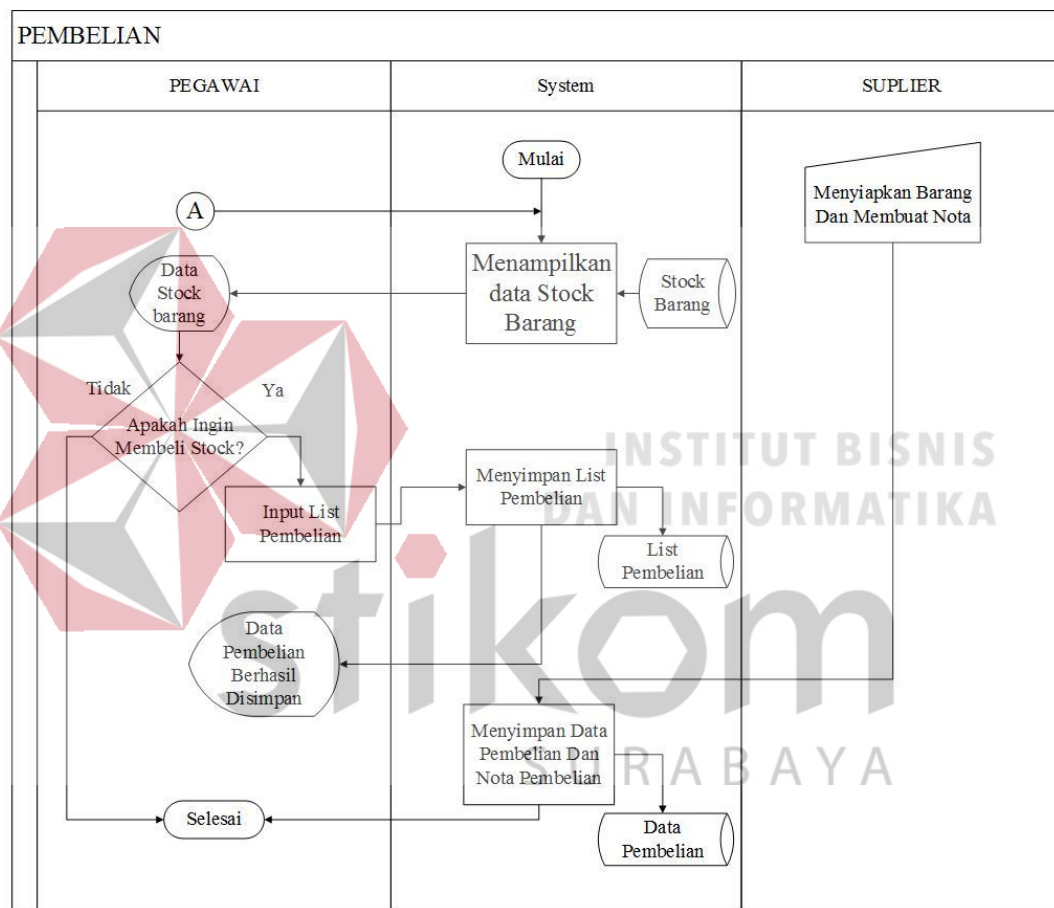 PEMBELIAN
PEGAWAI
System
SUPLIER
Mulai
Menyiapkan Barang
Dan Membuat Nota
A
Data
Stock
barang
Menampilkan
data Stock
Barang
Stock
Barang
Tidak
Ya
Apakah Ingin
Membeli Stock?
INSTITUT BISNIS
DAN INFORMATIKA
Input List
Pembelian
Menyimpan List
Pembelian
List
Pembelian
stikom
Data
Pembelian
Berhasil
Disimpan
Menyimpan Data
Pembelian Dan
Nota Pembelian
SURABAYA
Selesai
Data
Pembelian